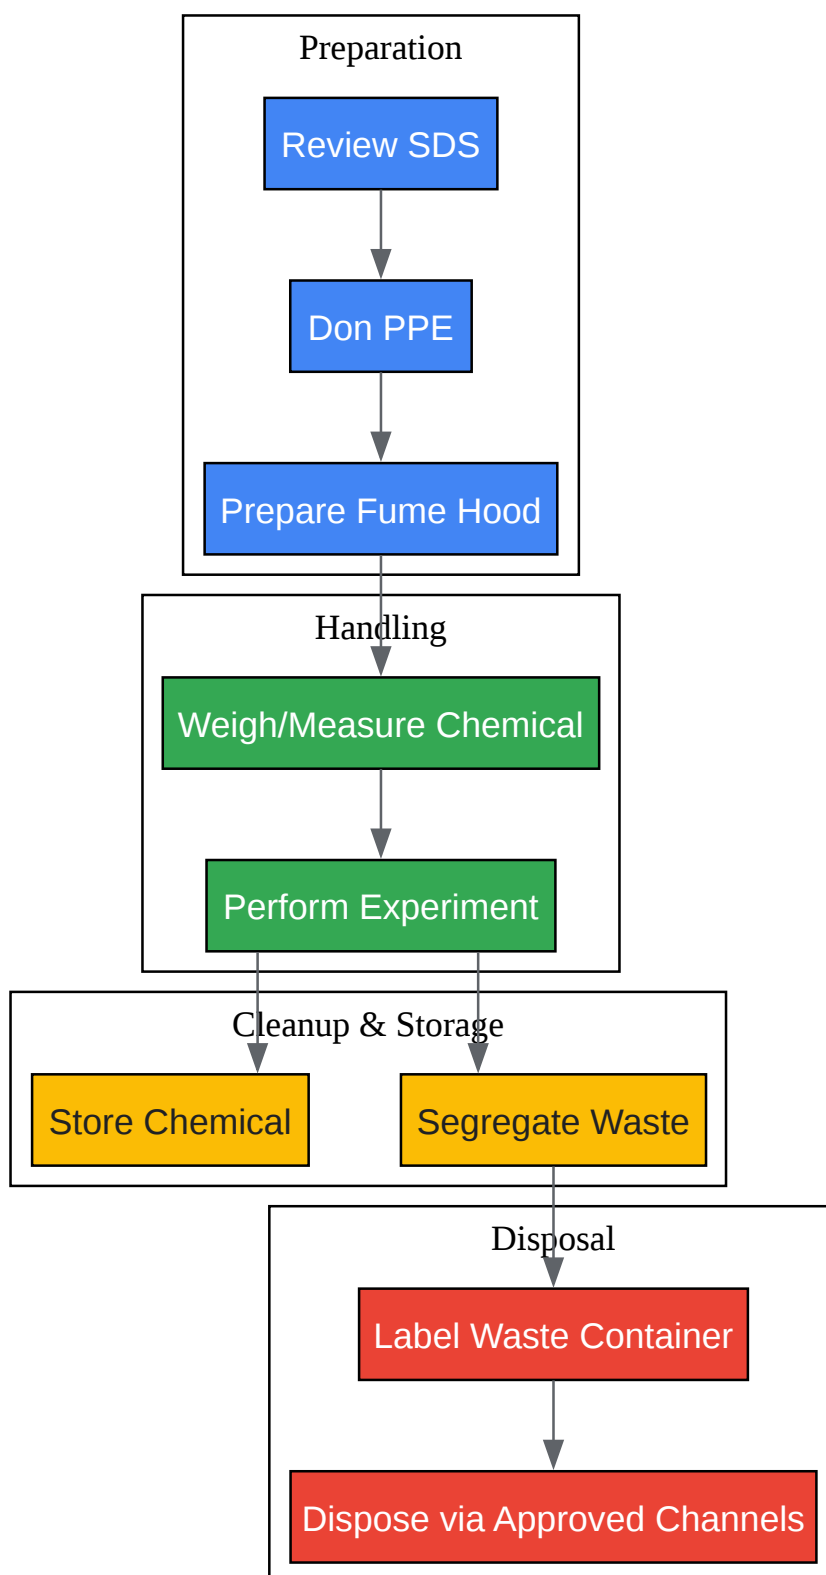 Preparation
Review SDS
Don PPE
Prepare Fume Hood
Handling
Weigh/Measure Chemical
Perform Experiment
Cleanup & Storage
Store Chemical
Segregate Waste
Disposal
Label Waste Container
Dispose via Approved Channels